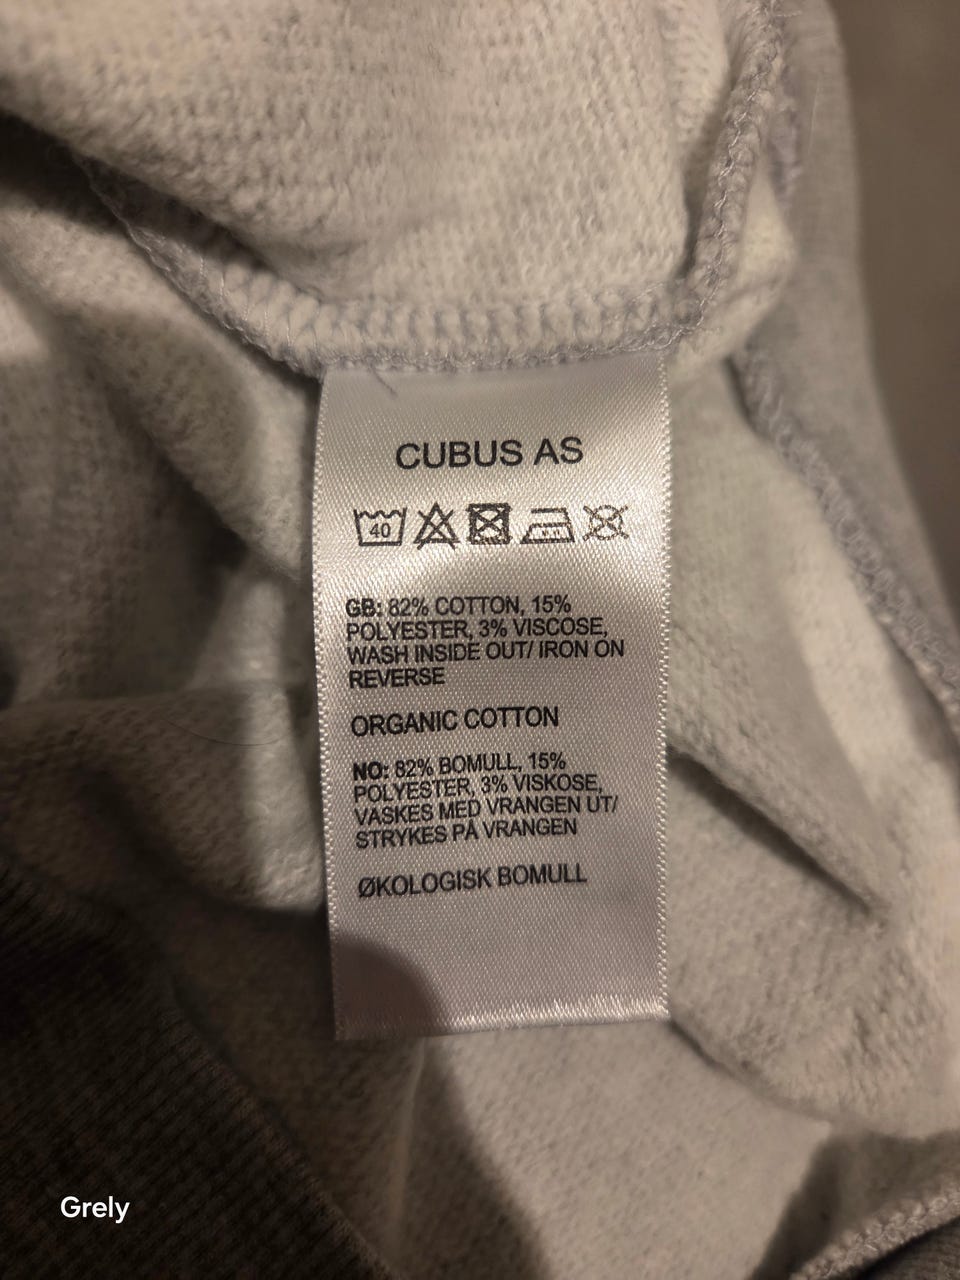 CUBUS AS
40
GB: 82% COTTON, 15%
POLYESTER, 3% VISCOSE,
WASH INSIDE OUT/ IRON ON
REVERSE
ORGANIC COTTON
NO: 82% BOMULL, 15%
POLYESTER, 3% VISKOSE,
VASKES MED VRANGEN UT/
STRYKES PÅ VRANGEN
ØKOLOGISK BOMULL
Grely